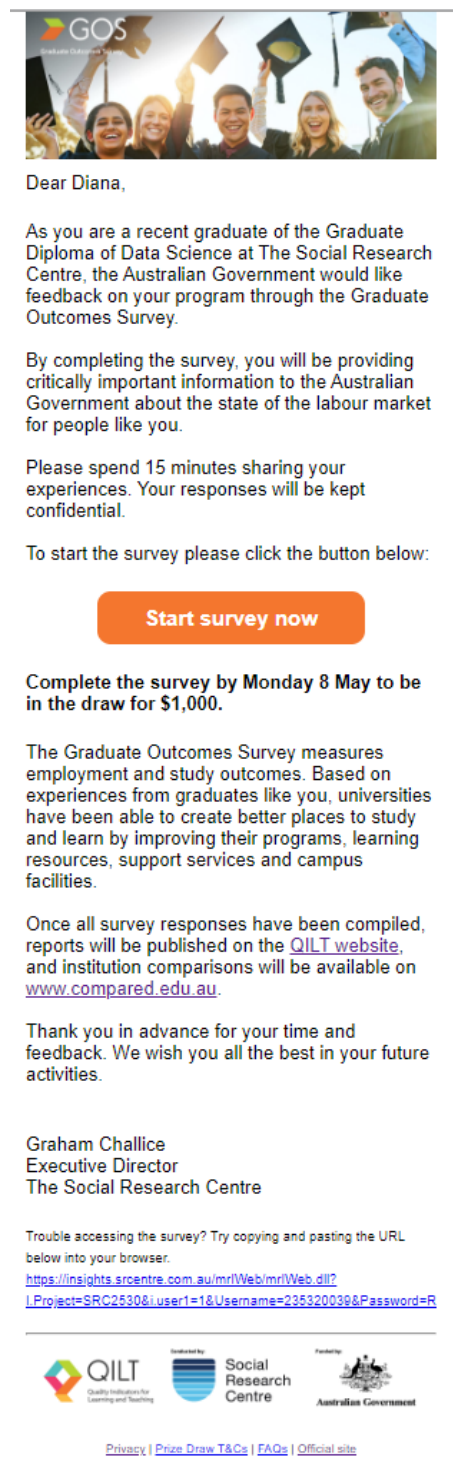 GOS
Graduate Outcomes Survey
Dear Diana,
As you are a recent graduate of the Graduate
Diploma of Data Science at The Social Research
Centre, the Australian Government would like
feedback on your program through the Graduate
Outcomes Survey.
By completing the survey, you will be providing
critically important information to the Australian
Government about the state of the labour market
for people like you.
Please spend 15 minutes sharing your
experiences. Your responses will be kept
confidential.
To start the survey please click the button below:
Start survey now
Complete the survey by Monday 8 May to be
in the draw for $1,000.
The Graduate Outcomes Survey measures
employment and study outcomes. Based on
experiences from graduates like you, universities
have been able to create better places to study
and learn by improving their programs, learning
resources, support services and campus
facilities.
Once all survey responses have been compiled,
reports will be published on the QILT website,
and institution comparisons will be available on
www.compared.edu.au.
Thank you in advance for your time and
feedback. We wish you all the best in your future
activities.
Graham Challice
Executive Director
The Social Research Centre
Trouble accessing the survey? Try copying and pasting the URL
below into your browser.
https://insights.srcentre.com.au/mrIWeb/mrIWeb.dll?
I.Project=SRC2530&i.user1=1&Username=235320039&Password=R
QILT
Quality Indicators for
Learning and Teaching
Conducted by:
Social
Research
Centre
Funded by:
Australian Government
Privacy | Prize Draw T&Cs | FAQs | Official site